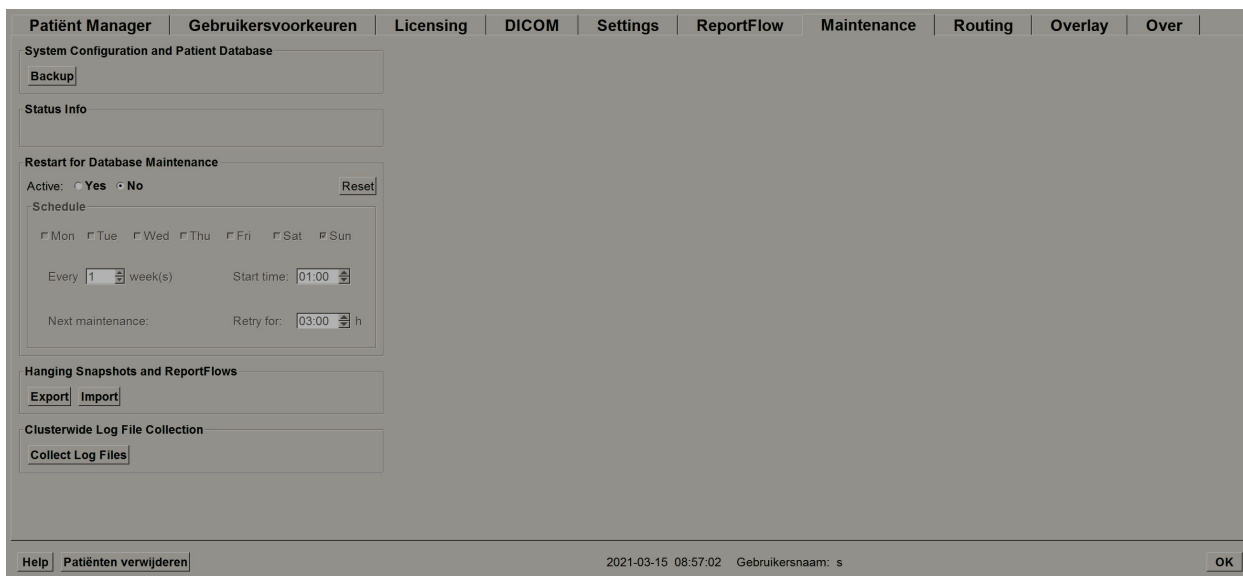 Patiënt Manager Gebruikersvoorkeuren Licensing DICOM Settings ReportFlow Maintenance Routing Overlay Over
System Configuration and Patient Database
Backup
Status Info
Restart for Database Maintenance
Active: Yes No Reset
Schedule
Mon Tue Wed Thu Fri Sat Sun
Every 1 week(s) Start time: 01:00
Next maintenance: Retry for: 03:00 h
Hanging Snapshots and ReportFlows
Export Import
Clusterwide Log File Collection
Collect Log Files
Help Patiënten verwijderen 2021-03-15 08:57:02 Gebruikersnaam: s OK